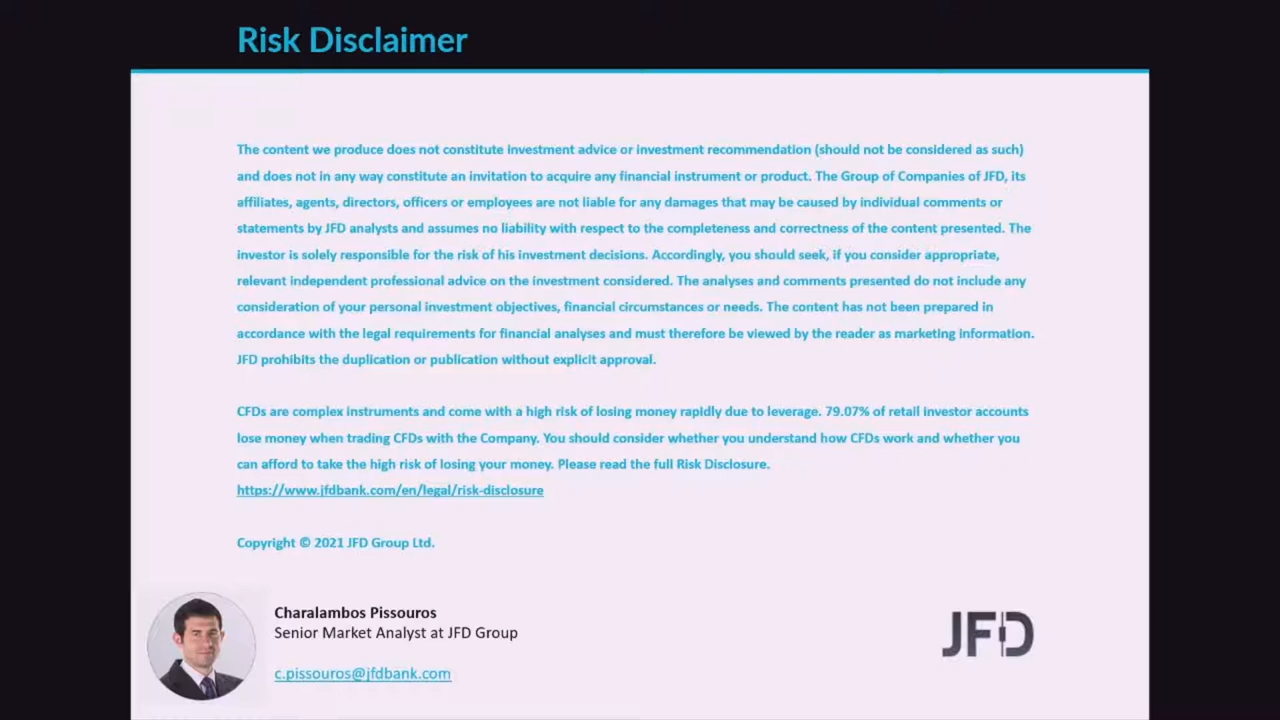 Risk Disclaimer
The content we produce does not constitute investment advice or investment recommendation (should not be considered as such)
and does not in any way constitute an invitation to acquire any financial instrument or product. The Group of Companies of JFD, its
affiliates, agents, directors, officers or employees are not liable for any damages that may be caused by individual comments or
statements by JFD analysts and assumes no liability with respect to the completeness and correctness of the content presented. The
investor is solely responsible for the risk of his investment decisions. Accordingly, you should seek, if you consider appropriate,
relevant independent professional advice on the investment considered. The analyses and comments presented do not include any
consideration of your personal investment objectives, financial circumstances or needs. The content has not been prepared in
accordance with the legal requirements for financial analyses and must therefore be viewed by the reader as marketing information.
JFD prohibits the duplication or publication without explicit approval.
CFDs are complex instruments and come with a high risk of losing money rapidly due to leverage. 79.07% of retail investor accounts
lose money when trading CFDs with the Company. You should consider whether you understand how CFDs work and whether you
can afford to take the high risk of losing your money. Please read the full Risk Disclosure.
https://www.jfdbank.com/en/legal/risk-disclosure
Copyright © 2021 JFD Group Ltd.
Charalambos Pissouros
Senior Market Analyst at JFD Group
c.pissouros@jfdbank.com
JFD